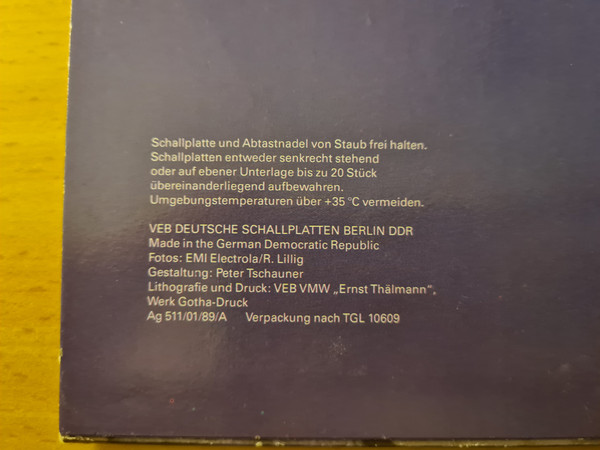 Schallplatte und Abtastnadel von Staub frei halten.
Schallplatten entweder senkrecht stehend
oder auf ebener Unterlage bis zu 20 Stück
übereinanderliegend aufbewahren.
Umgebungstemperaturen über +35 °C vermeiden.
VEB DEUTSCHE SCHALLPLATTEN BERLIN DDR
Made in the German Democratic Republic
Fotos: EMI Electrola/R. Lillig
Gestaltung: Peter Tschauner
Lithografie und Druck: VEB VMW „Ernst Thälmann",
Werk Gotha-Druck
Ag 511/01/89/A Verpackung nach TGL 10609